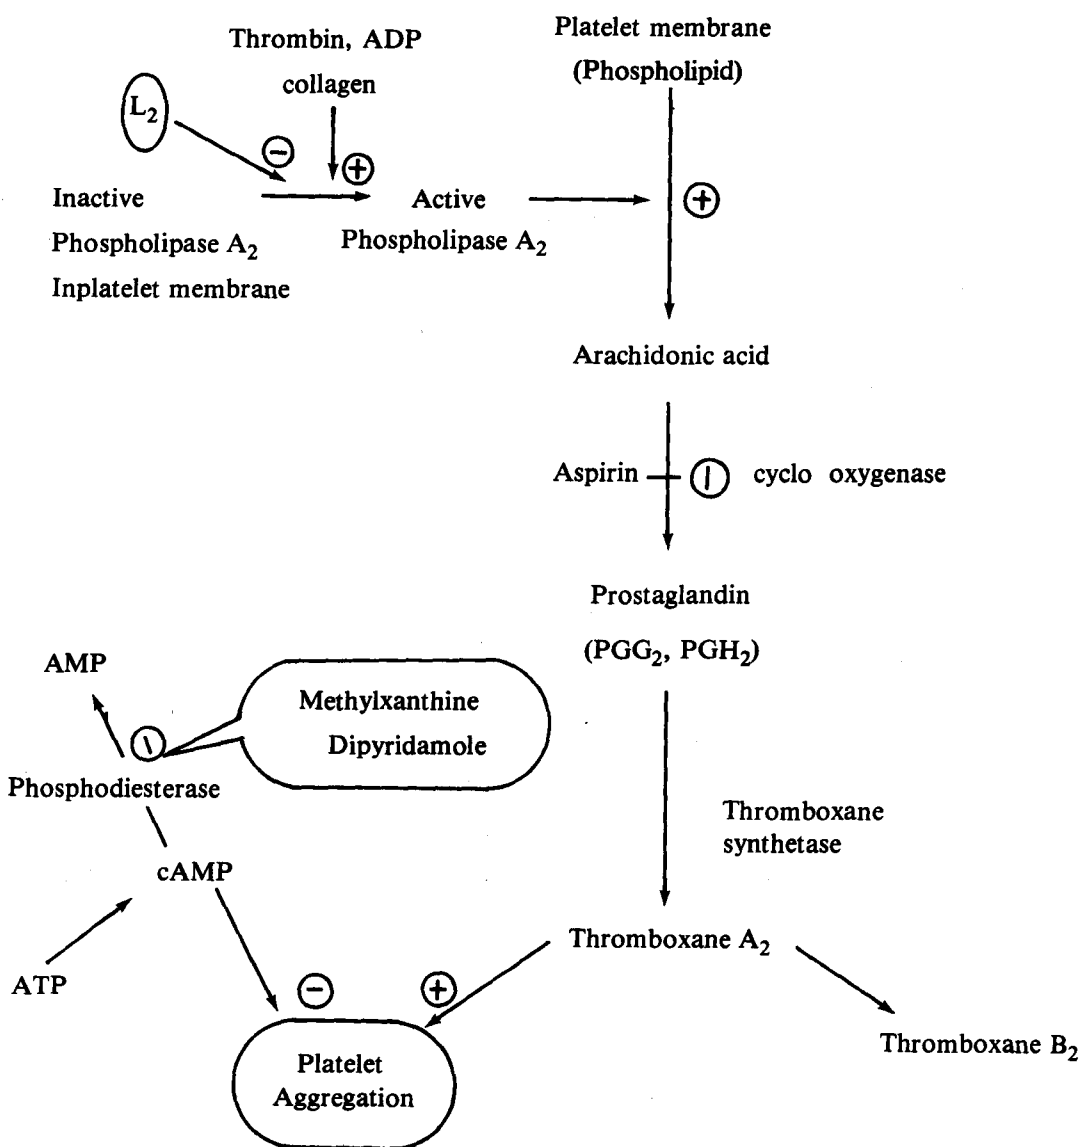 Thrombin, ADP
collagen
Platelet membrane
(Phospholipid)
L₂
−
+
Inactive
Phospholipase A₂
Inplatelet membrane
Active
Phospholipase A₂
+
Arachidonic acid
Aspirin
−
cyclo oxygenase
Prostaglandin
(PGG₂, PGH₂)
AMP
Methylxanthine
Dipyridamole
−
Phosphodiesterase
Thromboxane
synthetase
cAMP
Thromboxane A₂
ATP
−
+
Platelet
Aggregation
Thromboxane B₂